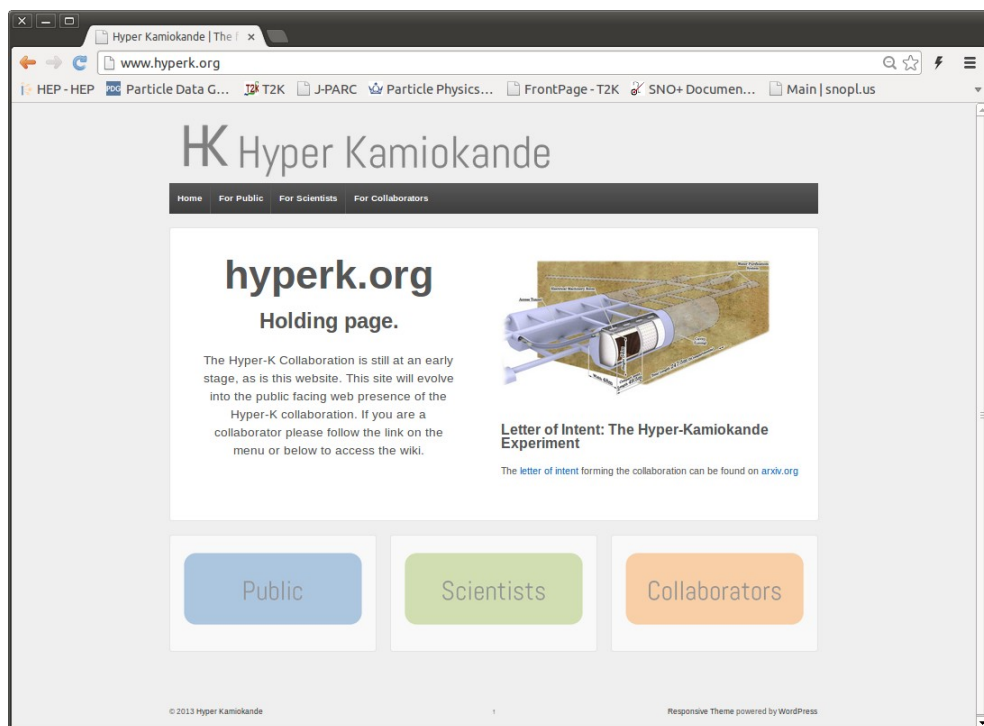 Hyper Kamiokande | The
www.hyperk.org
HEP - HEP PDG Particle Data G... T2K T2K J-PARC Particle Physics... FrontPage - T2K SNO+ Documen... Main | snopl.us
HK Hyper Kamiokande
Home For Public For Scientists For Collaborators
hyperk.org
Holding page.
The Hyper-K Collaboration is still at an early
stage, as is this website. This site will evolve
into the public facing web presence of the
Hyper-K collaboration. If you are a
collaborator please follow the link on the
menu or below to access the wiki.
Letter of Intent: The Hyper-Kamiokande
Experiment
The letter of intent forming the collaboration can be found on arxiv.org
Public Scientists Collaborators
© 2013 Hyper Kamiokande ↑ Responsive Theme powered by WordPress